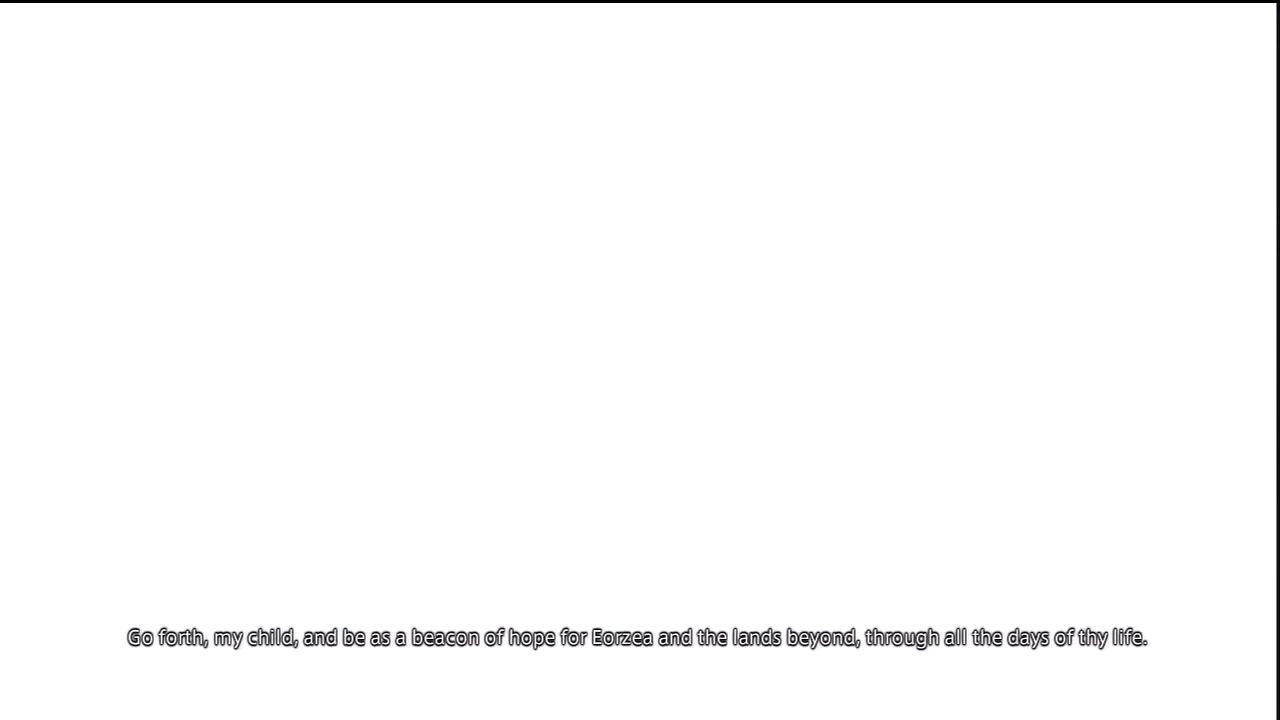 Go forth, my child, and be as a beacon of hope for Eorzea and the lands beyond, through all the days of thy life.